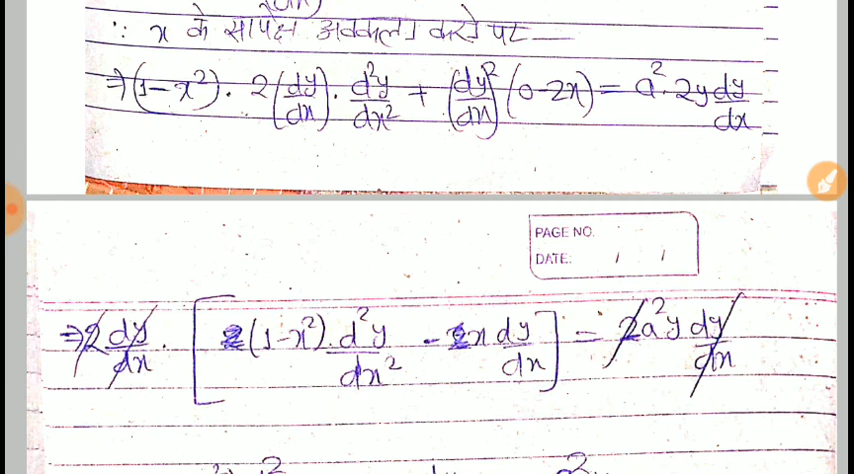 ∵ x के सापेक्ष अवकलन करने पर —
⇒ (1-x²). 2(dy/dx). d²y/dx² + (dy/dx)² (0-2x) = a². 2y dy/dx
PAGE NO.
DATE: / /
⇒ 2 dy/dx. [(1-x²). d²y/dx² - x dy/dx] = 2a²y dy/dx